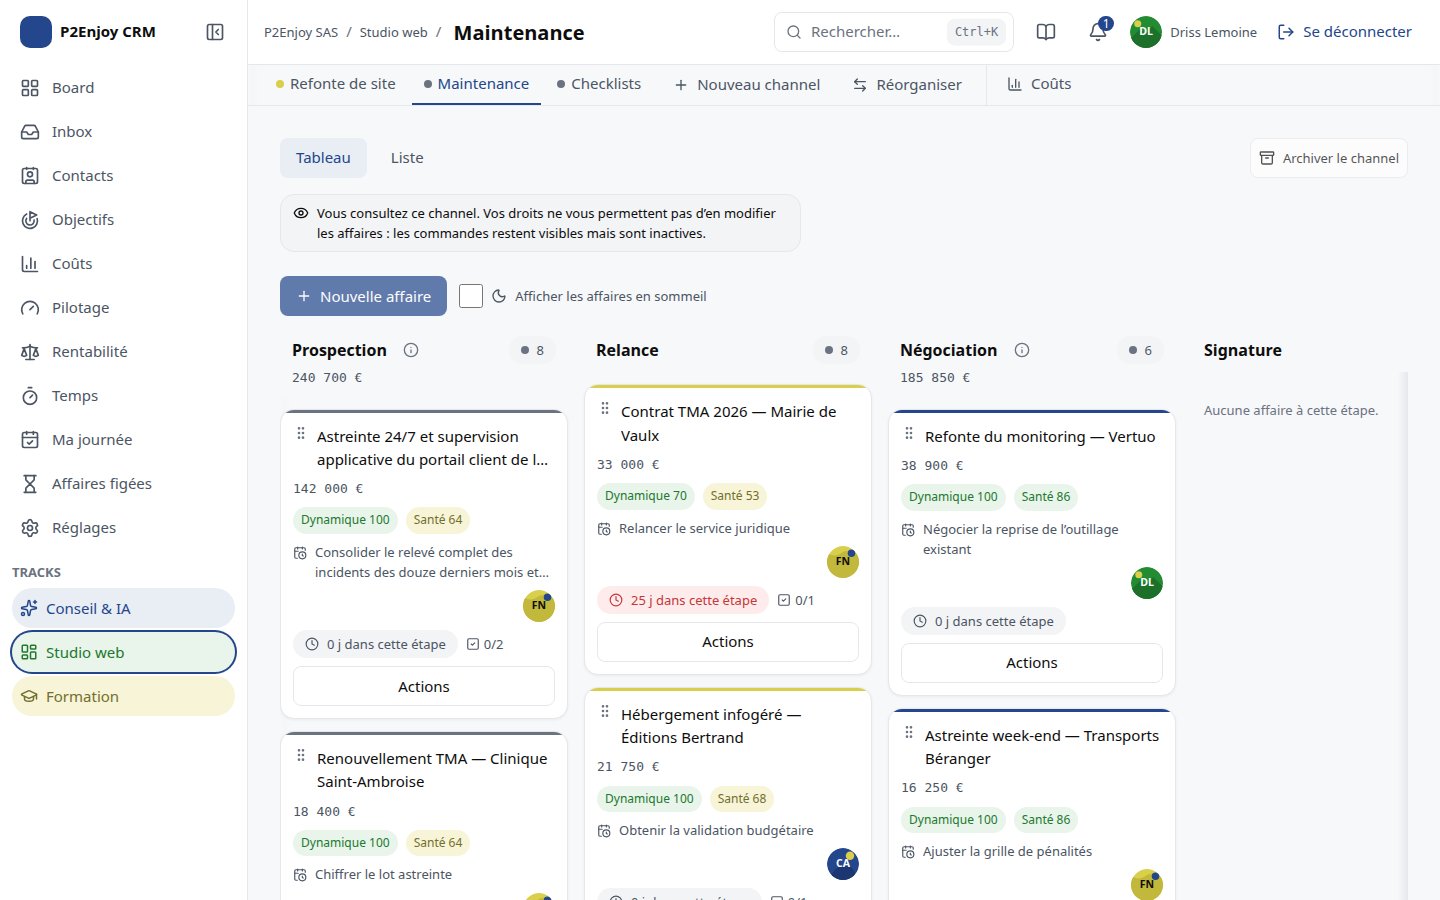 P2Enjoy CRM
Board
Inbox
Contacts
Objectifs
Coûts
Pilotage
Rentabilité
Temps
Ma journée
Affaires figées
Réglages
TRACKS
Conseil & IA
Studio web
Formation
P2Enjoy SAS / Studio web / Maintenance
Rechercher... Ctrl+K
1
DL Driss Lemoine
Se déconnecter
Refonte de site
Maintenance
Checklists
Nouveau channel
Réorganiser
Coûts
Tableau
Liste
Archiver le channel
Vous consultez ce channel. Vos droits ne vous permettent pas d'en modifier
les affaires : les commandes restent visibles mais sont inactives.
Nouvelle affaire
Afficher les affaires en sommeil
Prospection 8
240 700 €
Astreinte 24/7 et supervision
applicative du portail client de l...
142 000 €
Dynamique 100 Santé 64
Consolider le relevé complet des
incidents des douze derniers mois et...
FN
0 j dans cette étape 0/2
Actions
Renouvellement TMA — Clinique
Saint-Ambroise
18 400 €
Dynamique 100 Santé 64
Chiffrer le lot astreinte
Relance 8
Contrat TMA 2026 — Mairie de
Vaulx
33 000 €
Dynamique 70 Santé 53
Relancer le service juridique
FN
25 j dans cette étape 0/1
Actions
Hébergement infogéré —
Éditions Bertrand
21 750 €
Dynamique 100 Santé 68
Obtenir la validation budgétaire
CA
Négociation 6
185 850 €
Refonte du monitoring — Vertuo
38 900 €
Dynamique 100 Santé 86
Négocier la reprise de l'outillage
existant
DL
0 j dans cette étape
Actions
Astreinte week-end — Transports
Béranger
16 250 €
Dynamique 100 Santé 86
Ajuster la grille de pénalités
FN
Signature
Aucune affaire à cette étape.